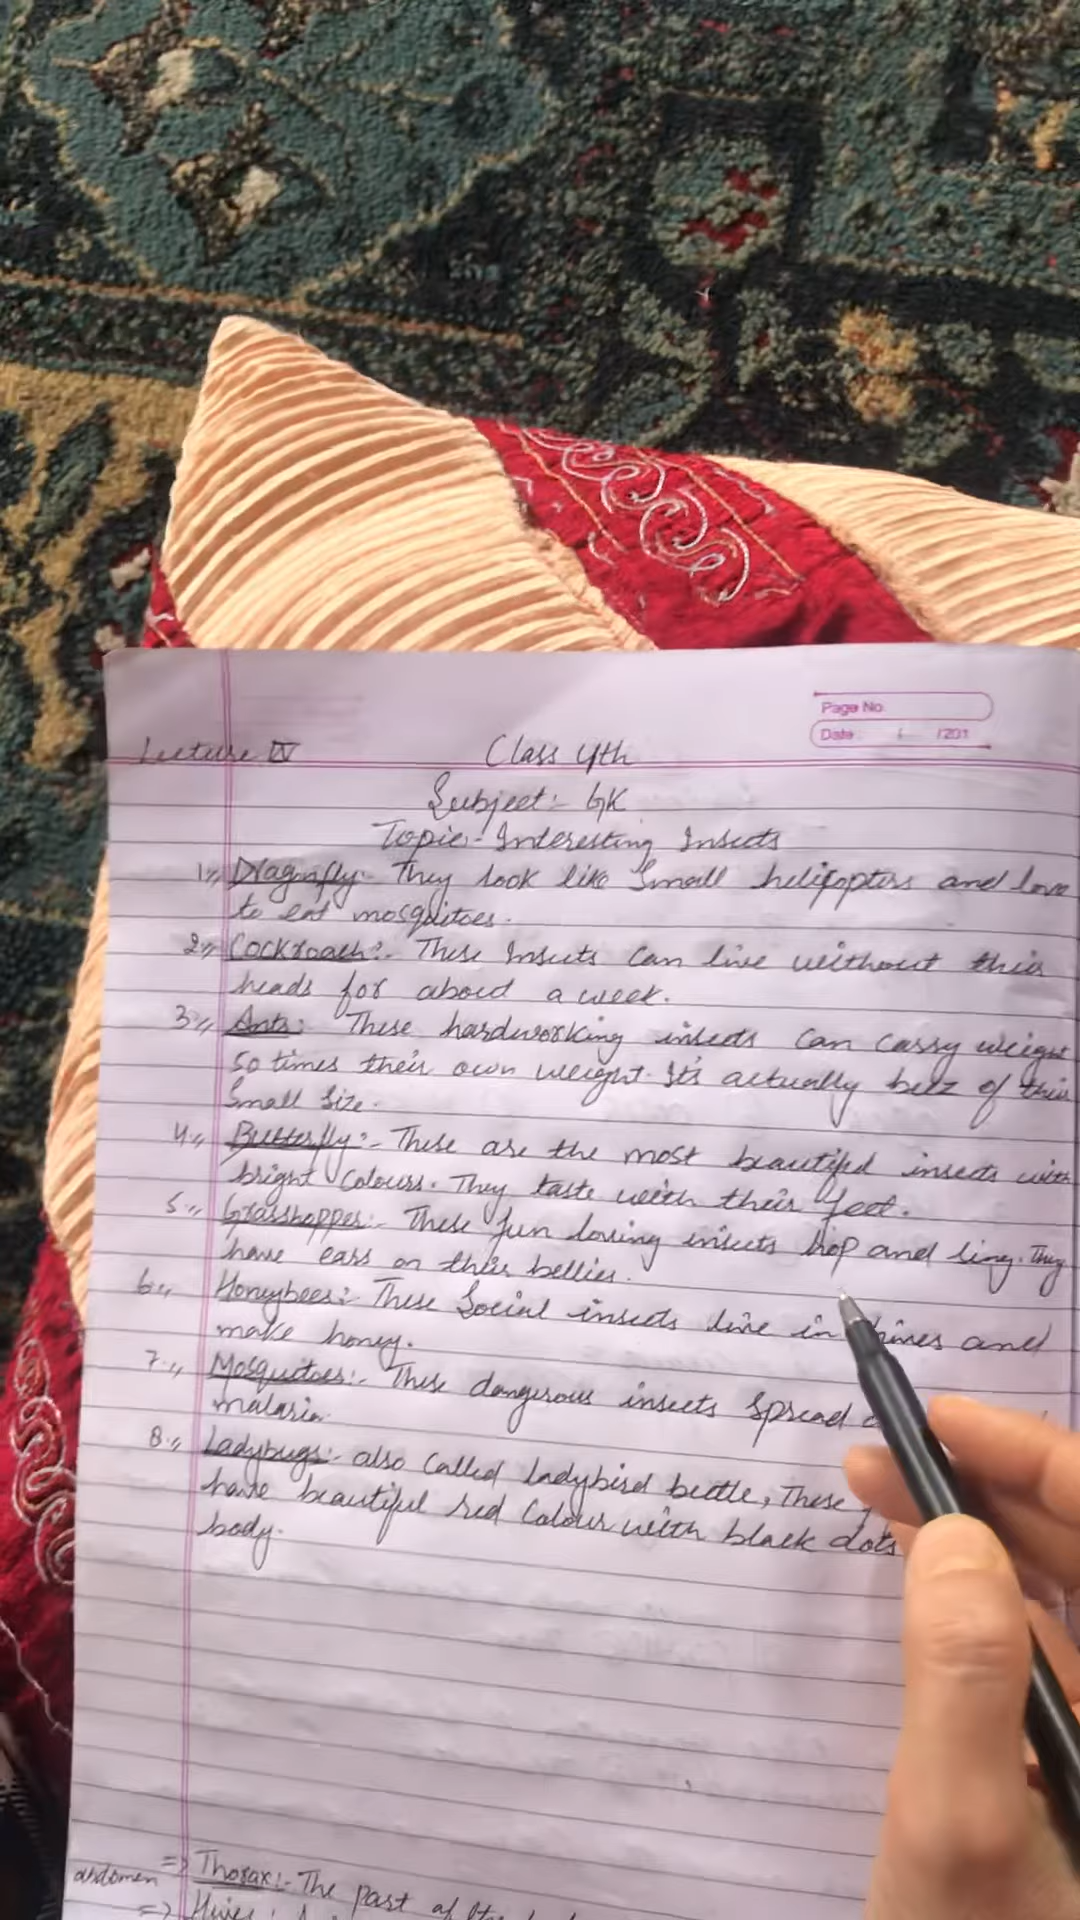 Page No.
Date / /201
Lecture IV Class 4th
Subject:- GK
Topic- Interesting Insects
1.,, Dragnfly- They look like Small helicopters and love
to eat mosquitoes.
2.,, Cockroach:- These Insects can live without their
heads for about a week.
3.,, Ants: These hardworking insects can carry weight
50 times their own weight. It's actually bcz of their
Small Size.
4.,, Butterfly:- These are the most beautiful insects with
bright colours. They taste with their feet.
5.,, Grasshopper:- These fun loving insects hop and sing. They
have ears on their bellies.
6.,, Honeybees:- These Social insects live in hives and
make honey.
7.,, Mosquitoes:- These dangerous insects Spread
malaria.
8.,, Ladybugs:- also called ladybird beetle, These
have beautiful red colour with black dots
body.
abdomen => Thorax:- The part of the
=> Hives: